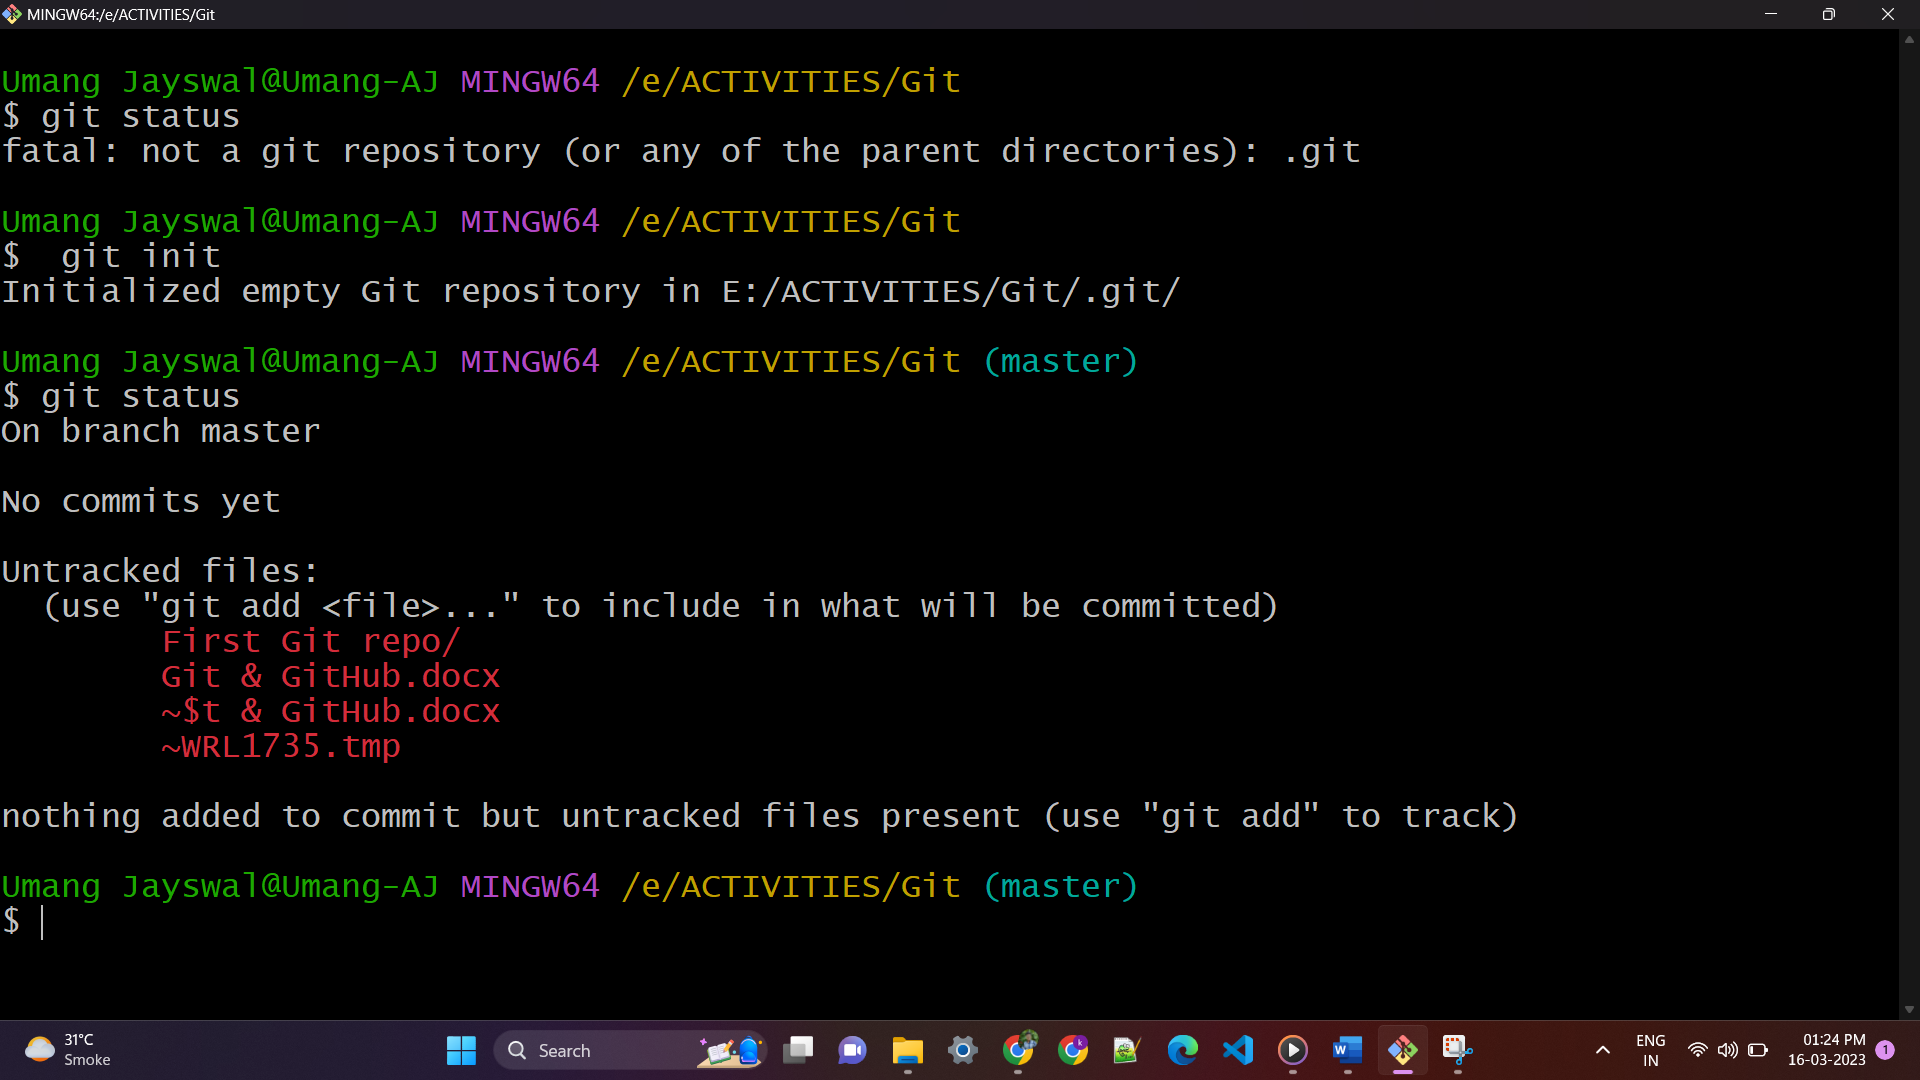 MINGW64:/e/ACTIVITIES/Git
Umang Jayswal@Umang-AJ MINGW64 /e/ACTIVITIES/Git
$ git status
fatal: not a git repository (or any of the parent directories): .git
Umang Jayswal@Umang-AJ MINGW64 /e/ACTIVITIES/Git
$  git init
Initialized empty Git repository in E:/ACTIVITIES/Git/.git/
Umang Jayswal@Umang-AJ MINGW64 /e/ACTIVITIES/Git (master)
$ git status
On branch master
No commits yet
Untracked files:
  (use "git add <file>..." to include in what will be committed)
        First Git repo/
        Git & GitHub.docx
        ~$t & GitHub.docx
        ~WRL1735.tmp
nothing added to commit but untracked files present (use "git add" to track)
Umang Jayswal@Umang-AJ MINGW64 /e/ACTIVITIES/Git (master)
$
31°C
Smoke
Search
ENG
IN
01:24 PM
16-03-2023
1